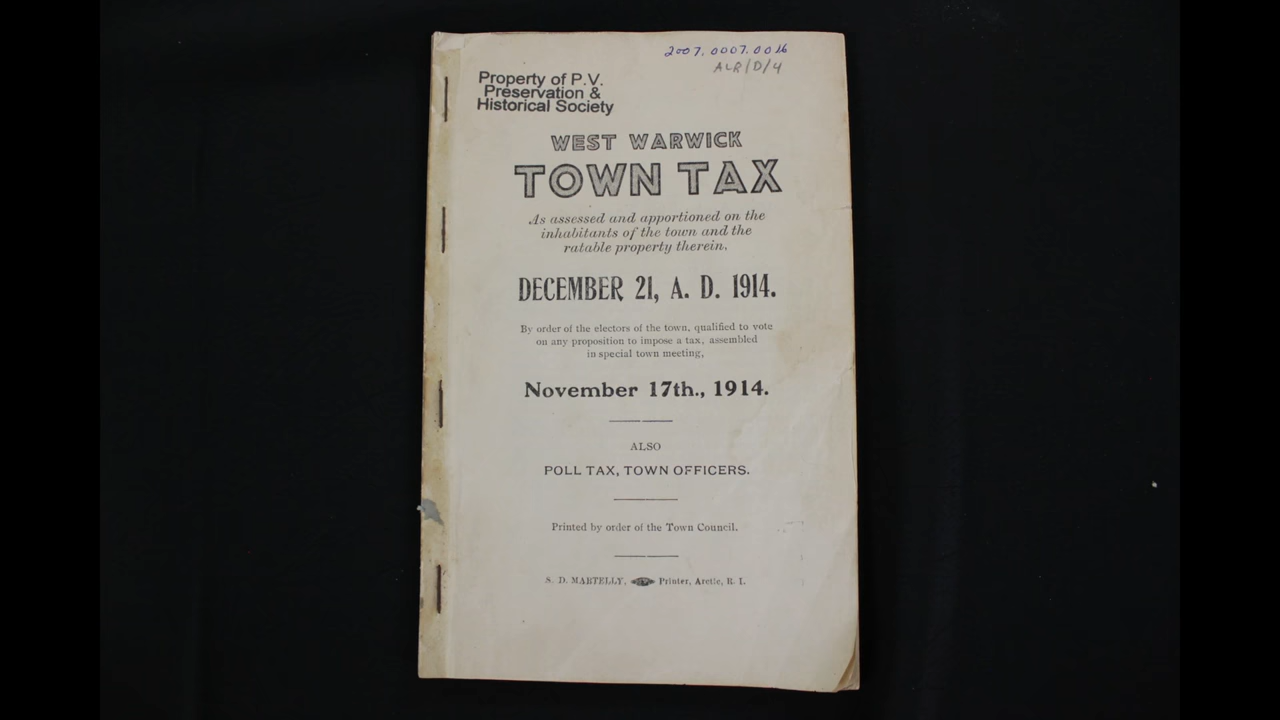 2007.0007.0016
ALR/D/4
Property of P.V.
Preservation &
Historical Society
WEST WARWICK
TOWN TAX
As assessed and apportioned on the
inhabitants of the town and the
ratable property therein,
DECEMBER 21, A. D. 1914.
By order of the electors of the town, qualified to vote
on any proposition to impose a tax, assembled
in special town meeting,
November 17th., 1914.
ALSO
POLL TAX, TOWN OFFICERS.
Printed by order of the Town Council.
S. D. MARTELLY, Printer, Arctic, R. I.